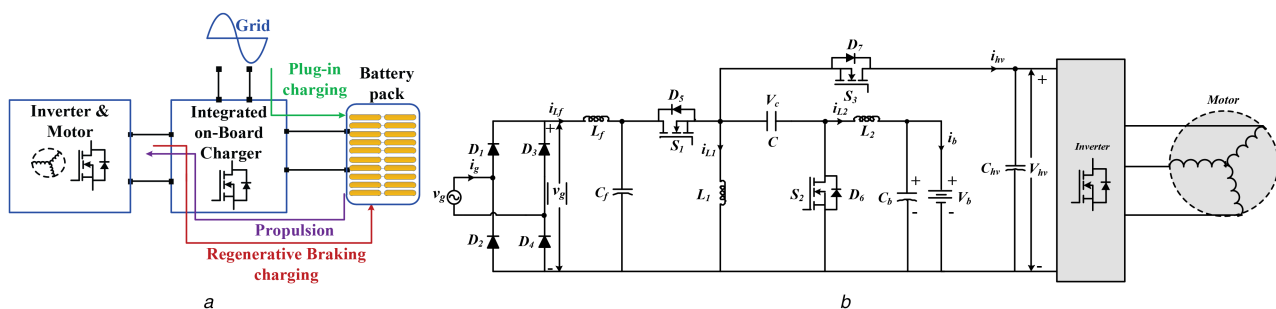 Grid
Plug-in
charging
Battery
pack
Inverter &
Motor
Integrated
on-Board
Charger
Propulsion
Regenerative Braking
charging
a
D7
S3
ihv
iLf
Lf
D5
S1
Vc
C
iL2
L2
ib
D1
D3
+
ig
vg
|vg|
Cf
iL1
L1
S2
D6
Cb
+
-
+
Vb
-
Chv
+
Vhv
-
D2
D4
-
Inverter
Motor
b